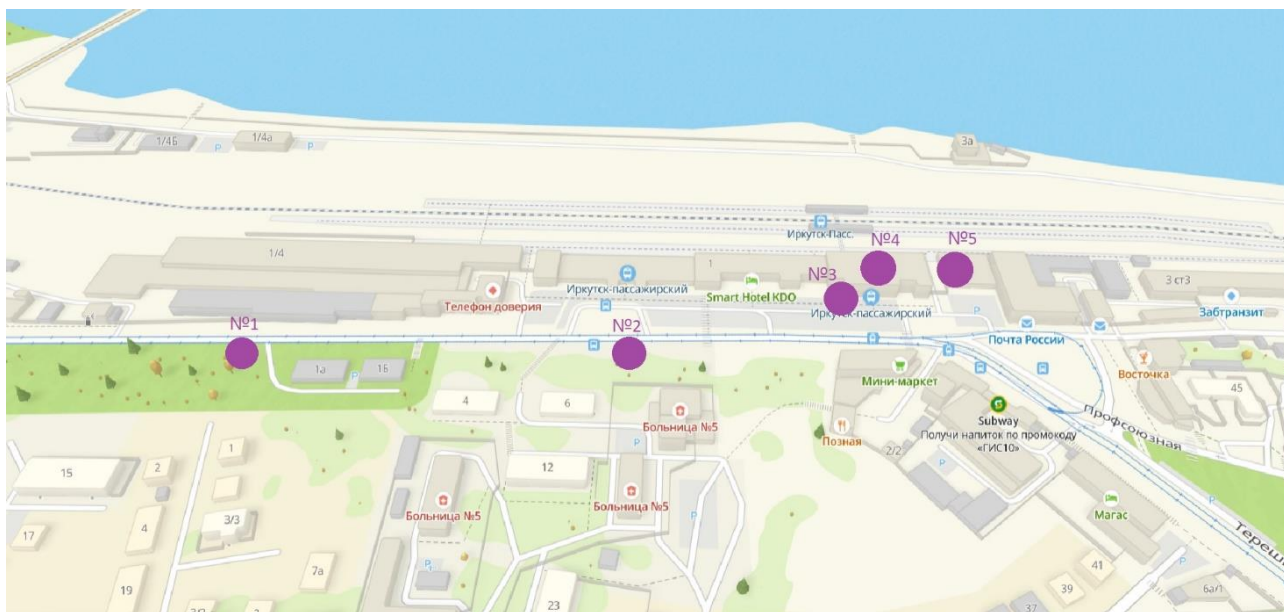 1/4Б
P
1/4а
P
3а
Иркутск-Пасс.
№4
№5
1/4
1
№3
3 ст3
Телефон доверия
Иркутск-пассажирский
Smart Hotel KDO
Иркутск-пассажирский
P
Забтранзит
№1
№2
Почта России
1а
P
1Б
Мини-маркет
Восточка
45
4
6
Больница №5
Позная
Subway
Получи напиток по промокоду
«ГИС10»
Профсоюзная
2/2
P
P
15
2
1
12
P
Больница №5
Больница №5
Магас
P
17
4
3/3
P
Тереш
19
7а
P
23
41
39
37
6а/1